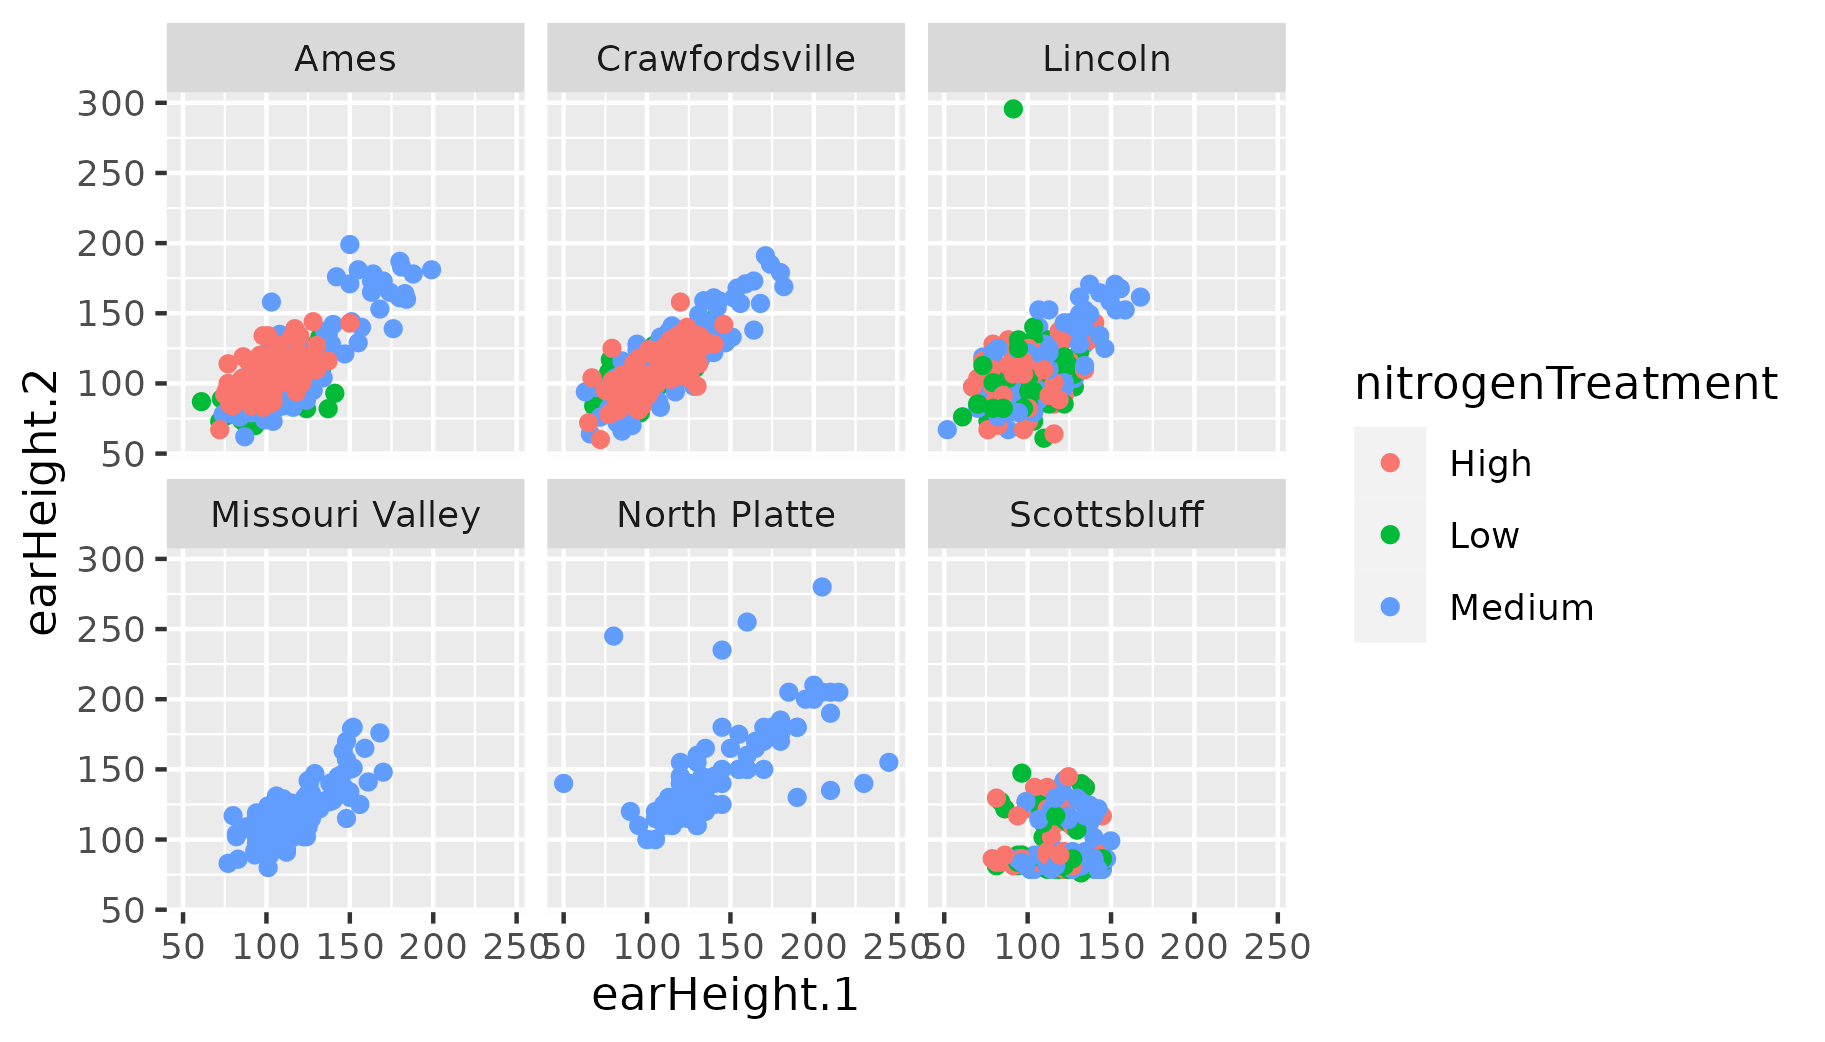 Ames Crawfordsville Lincoln
300
250
200
150
100
50
Missouri Valley North Platte Scottsbluff
300
250
200
150
100
50
earHeight.2
50 100 150 200 250 50 100 150 200 250 50 100 150 200 250
earHeight.1
nitrogenTreatment
High
Low
Medium